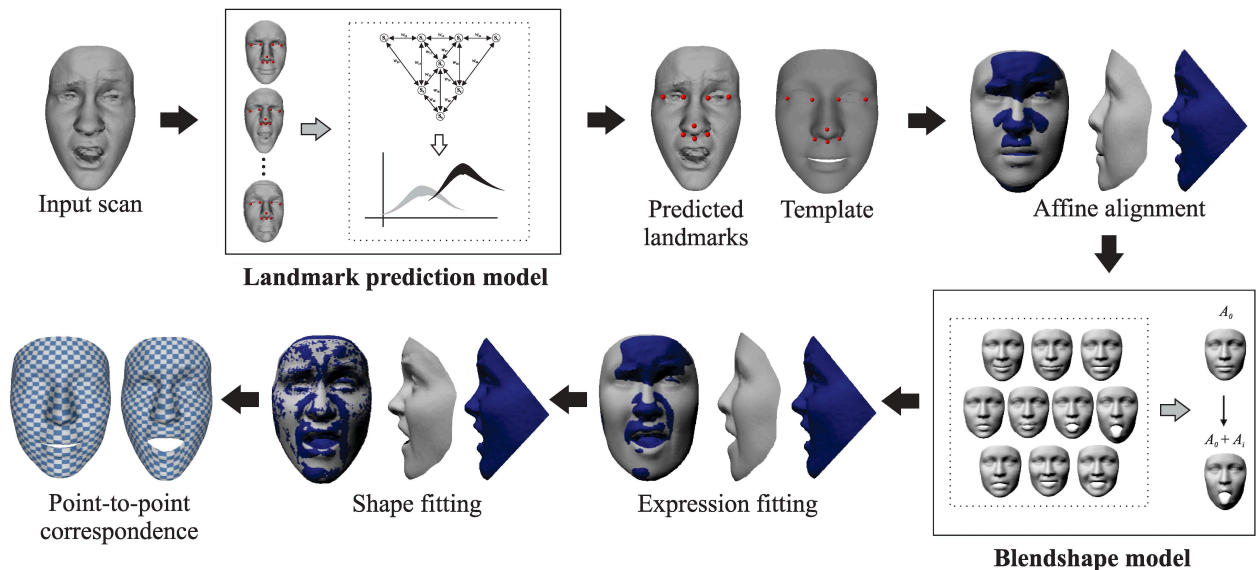 Input scan
Landmark prediction model
Predicted
landmarks
Template
Affine alignment
A₀
A₀ + Aᵢ
Blendshape model
Expression fitting
Shape fitting
Point-to-point
correspondence